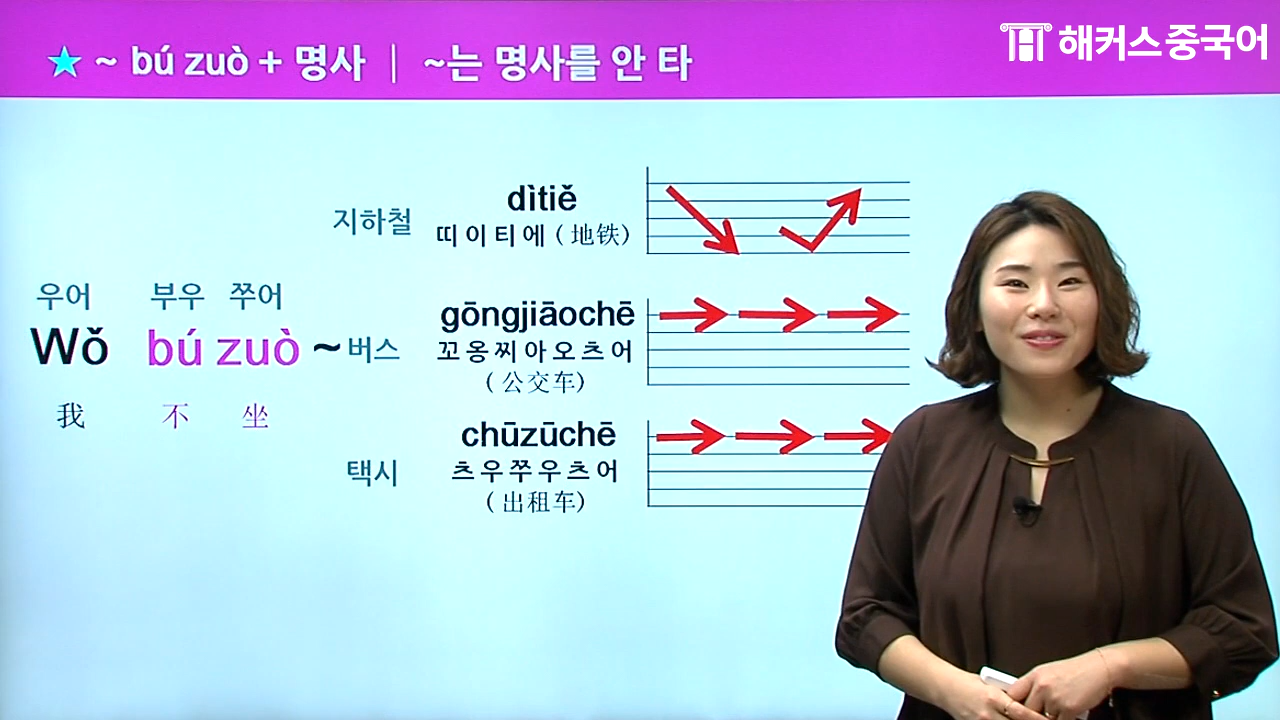 해커스중국어
★ ~ bú zuò + 명사 | ~는 명사를 안 타
우어 부우 쭈어
Wǒ bú zuò ~
我 不 坐
지하철
dìtiě
띠 이 티 에 ( 地铁)
버스
gōngjiāochē
꼬 옹 찌 아 오 츠 어
( 公交车)
택시
chūzūchē
츠 우 쭈 우 츠 어
( 出租车)